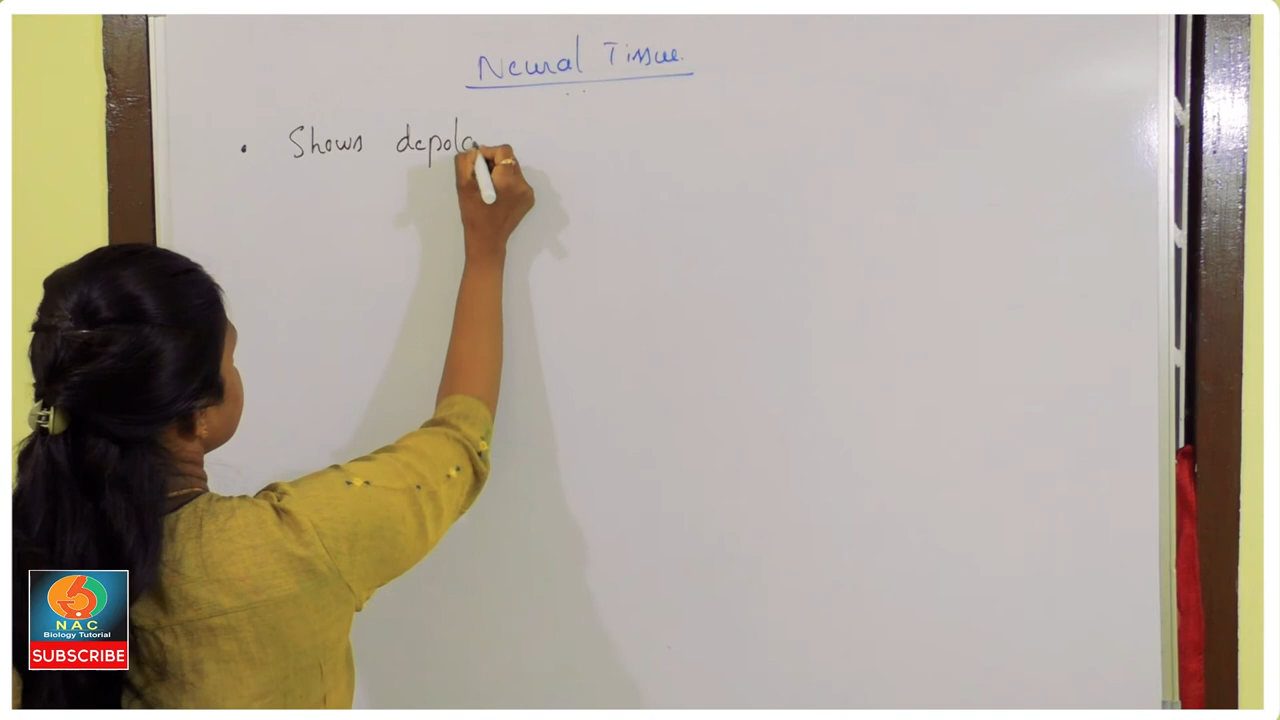 Neural Tissue.
• Shows depola
NAC
Biology Tutorial
SUBSCRIBE